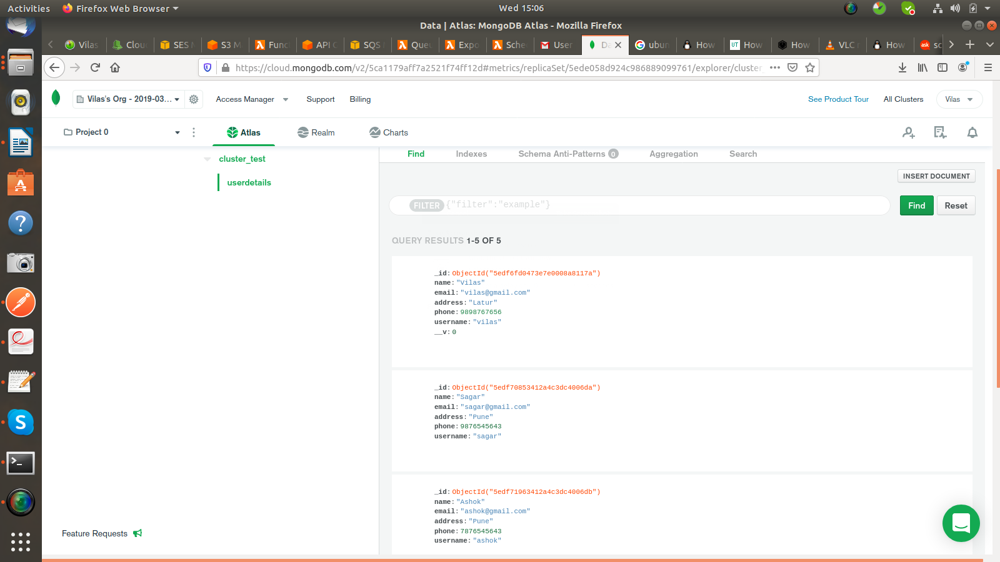 Activities Firefox Web Browser Wed 15:06
Data | Atlas: MongoDB Atlas - Mozilla Firefox
Vilas Clou SES S3 M Func API SQS Que Expo Sche User Da ubun How How How VLC How sc
https://cloud.mongodb.com/v2/5ca1179aff7a2521f74ff12d#metrics/replicaSet/5ede058d924c986889099761/explorer/cluster_
Vilas's Org - 2019-03... Access Manager Support Billing See Product Tour All Clusters Vilas
Project 0 Atlas Realm Charts
cluster_test
userdetails
Feature Requests
Find Indexes Schema Anti-Patterns 0 Aggregation Search
INSERT DOCUMENT
FILTER {"filter":"example"} Find Reset
QUERY RESULTS 1-5 OF 5
_id: ObjectId("5edf6fd0473e7e0008a8117a")
name: "Vilas"
email: "vilas@gmail.com"
address: "Latur"
phone: 9898767656
username: "vilas"
__v: 0
_id: ObjectId("5edf70853412a4c3dc4006da")
name: "Sagar"
email: "sagar@gmail.com"
address: "Pune"
phone: 9876545643
username: "sagar"
_id: ObjectId("5edf71963412a4c3dc4006db")
name: "Ashok"
email: "ashok@gmail.com"
address: "Pune"
phone: 7876545643
username: "ashok"